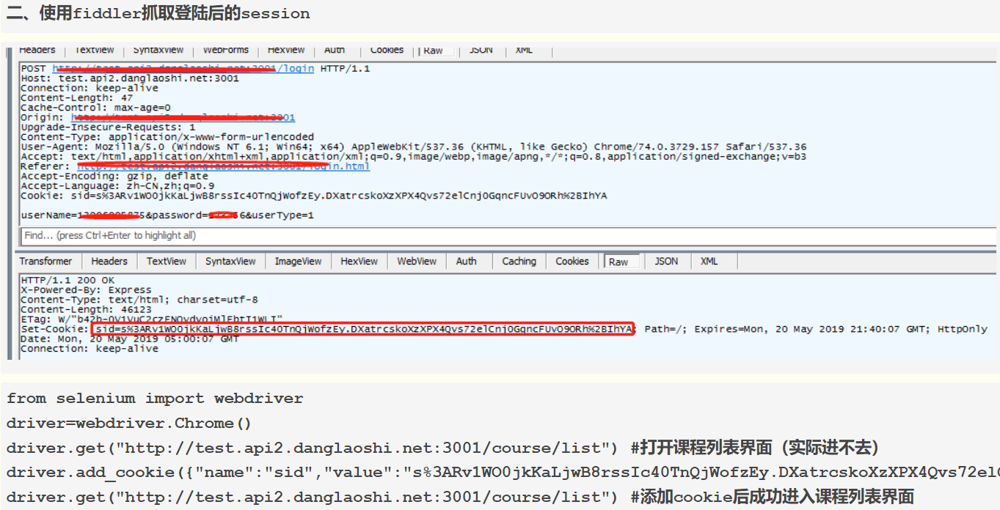 二、使用fiddler抓取登陆后的session
Headers TextView SyntaxView WebForms HexView Auth Cookies Raw JSON XML
POST /login HTTP/1.1
Host: test.api2.danglaoshi.net:3001
Connection: keep-alive
Content-Length: 47
Cache-Control: max-age=0
Origin:
Upgrade-Insecure-Requests: 1
Content-Type: application/x-www-form-urlencoded
User-Agent: Mozilla/5.0 (Windows NT 6.1; Win64; x64) AppleWebKit/537.36 (KHTML, like Gecko) Chrome/74.0.3729.157 Safari/537.36
Accept: text/html,application/xhtml+xml,application/xml;q=0.9,image/webp,image/apng,*/*;q=0.8,application/signed-exchange;v=b3
Referer: http://test.api2.danglaoshi.net:3001/login.html
Accept-Encoding: gzip, deflate
Accept-Language: zh-CN,zh;q=0.9
Cookie: sid=s%3ARv1WO0jkKaLjwB8rssIc40TnQjWofzEy.DXatrcskoXzXPX4Qvs72elCnj0GqncFUvO9ORh%2BIhYA
userName= &password= &userType=1
Find... (press Ctrl+Enter to highlight all)
Transformer Headers TextView SyntaxView ImageView HexView WebView Auth Caching Cookies Raw JSON XML
HTTP/1.1 200 OK
X-Powered-By: Express
Content-Type: text/html; charset=utf-8
Content-Length: 46123
ETag:
Set-Cookie: sid=s%3ARv1WO0jkKaLjwB8rssIc40TnQjWofzEy.DXatrcskoXzXPX4Qvs72elCnj0GqncFUvO9ORh%2BIhYA; Path=/; Expires=Mon, 20 May 2019 21:40:07 GMT; HttpOnly
Date: Mon, 20 May 2019 05:00:07 GMT
Connection: keep-alive
from selenium import webdriver
driver=webdriver.Chrome()
driver.get("http://test.api2.danglaoshi.net:3001/course/list") #打开课程列表界面（实际进不去）
driver.add_cookie({"name":"sid","value":"s%3ARv1WO0jkKaLjwB8rssIc40TnQjWofzEy.DXatrcskoXzXPX4Qvs72el
driver.get("http://test.api2.danglaoshi.net:3001/course/list") #添加cookie后成功进入课程列表界面